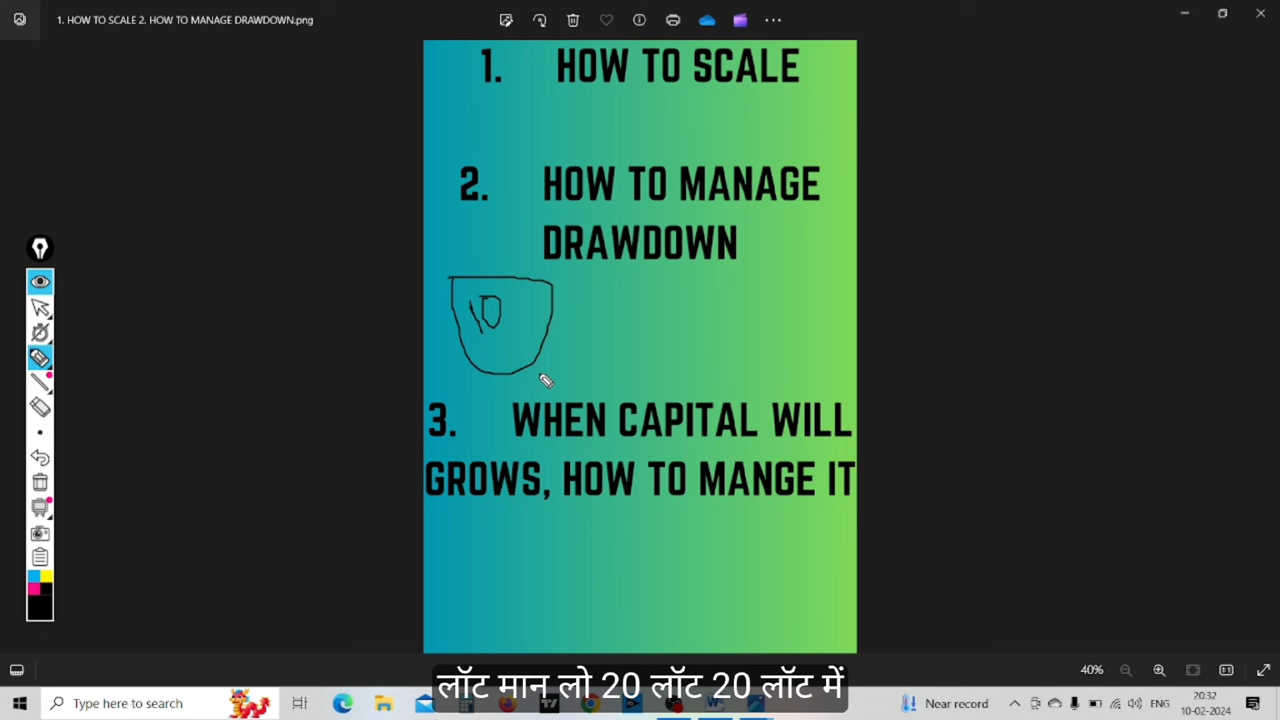 1. HOW TO SCALE 2. HOW TO MANAGE DRAWDOWN.png
1. HOW TO SCALE
2. HOW TO MANAGE
DRAWDOWN
3. WHEN CAPITAL WILL
GROWS, HOW TO MANGE IT
लॉट मान लो 20 लॉट 20 लॉट में
40%
Type here to search
Near record
ENG
20:32
10-02-2024